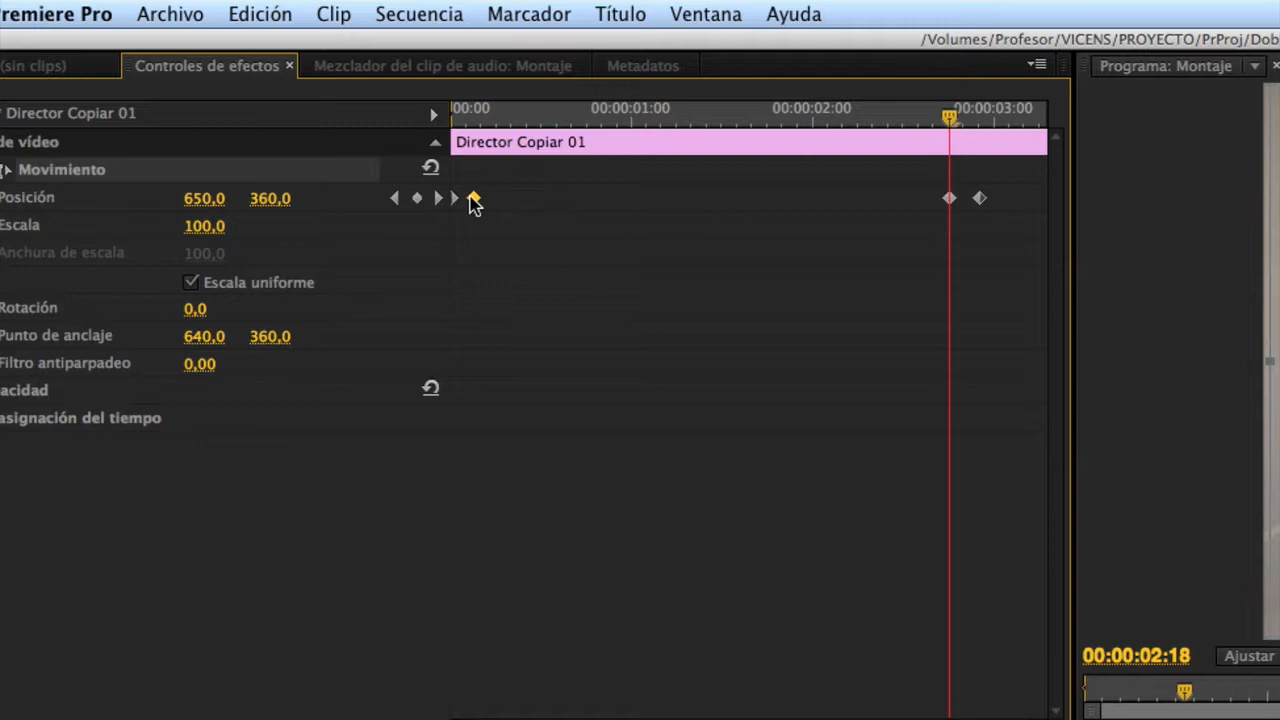 remiere Pro Archivo Edición Clip Secuencia Marcador Título Ventana Ayuda
/Volumes/Profesor/VICENS/PROYECTO/PrProj/Dob
(sin clips) Controles de efectos × Mezclador del clip de audio: Montaje Metadatos Programa: Montaje
Director Copiar 01 00:00 00:00:01:00 00:00:02:00 00:00:03:00
de vídeo Director Copiar 01
Movimiento
Posición 650,0 360,0
Escala 100,0
Anchura de escala 100,0
Escala uniforme
Rotación 0,0
Punto de anclaje 640,0 360,0
Filtro antiparpadeo 0,00
acidad
asignación del tiempo
00:00:02:18 Ajustar